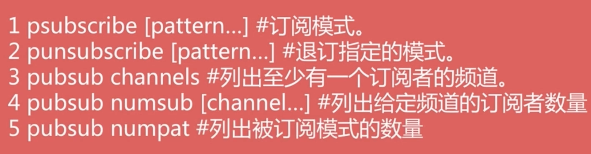 1 psubscribe [pattern...] #订阅模式。
2 punsubscribe [pattern...] #退订指定的模式。
3 pubsub channels #列出至少有一个订阅者的频道。
4 pubsub numsub [channel...] #列出给定频道的订阅者数量
5 pubsub numpat #列出被订阅模式的数量